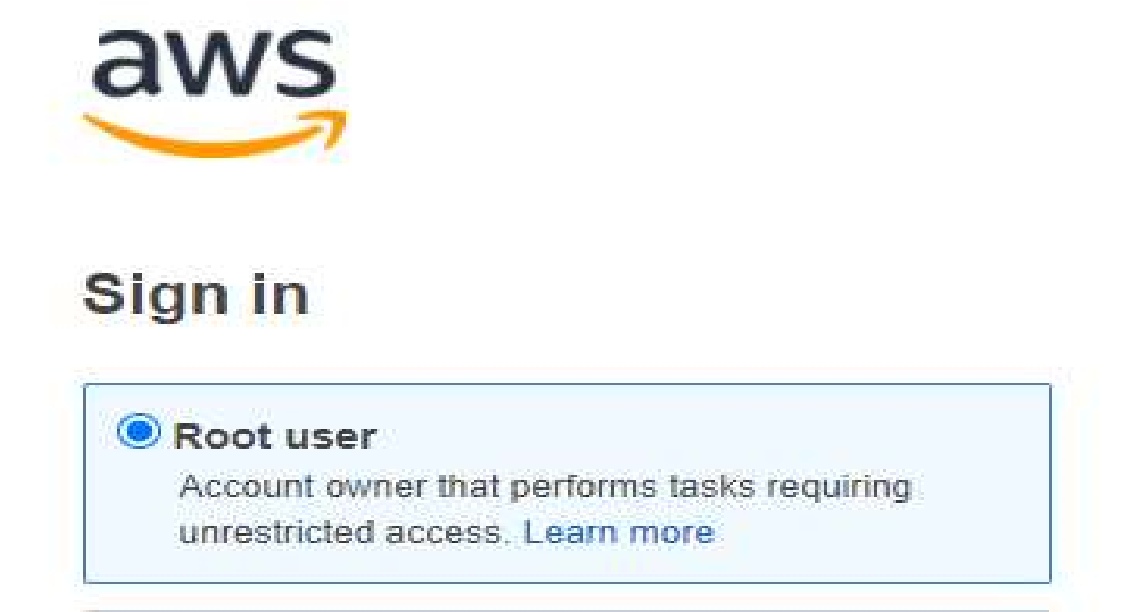 aws
Sign in
Root user
Account owner that performs tasks requiring
unrestricted access. Learn more